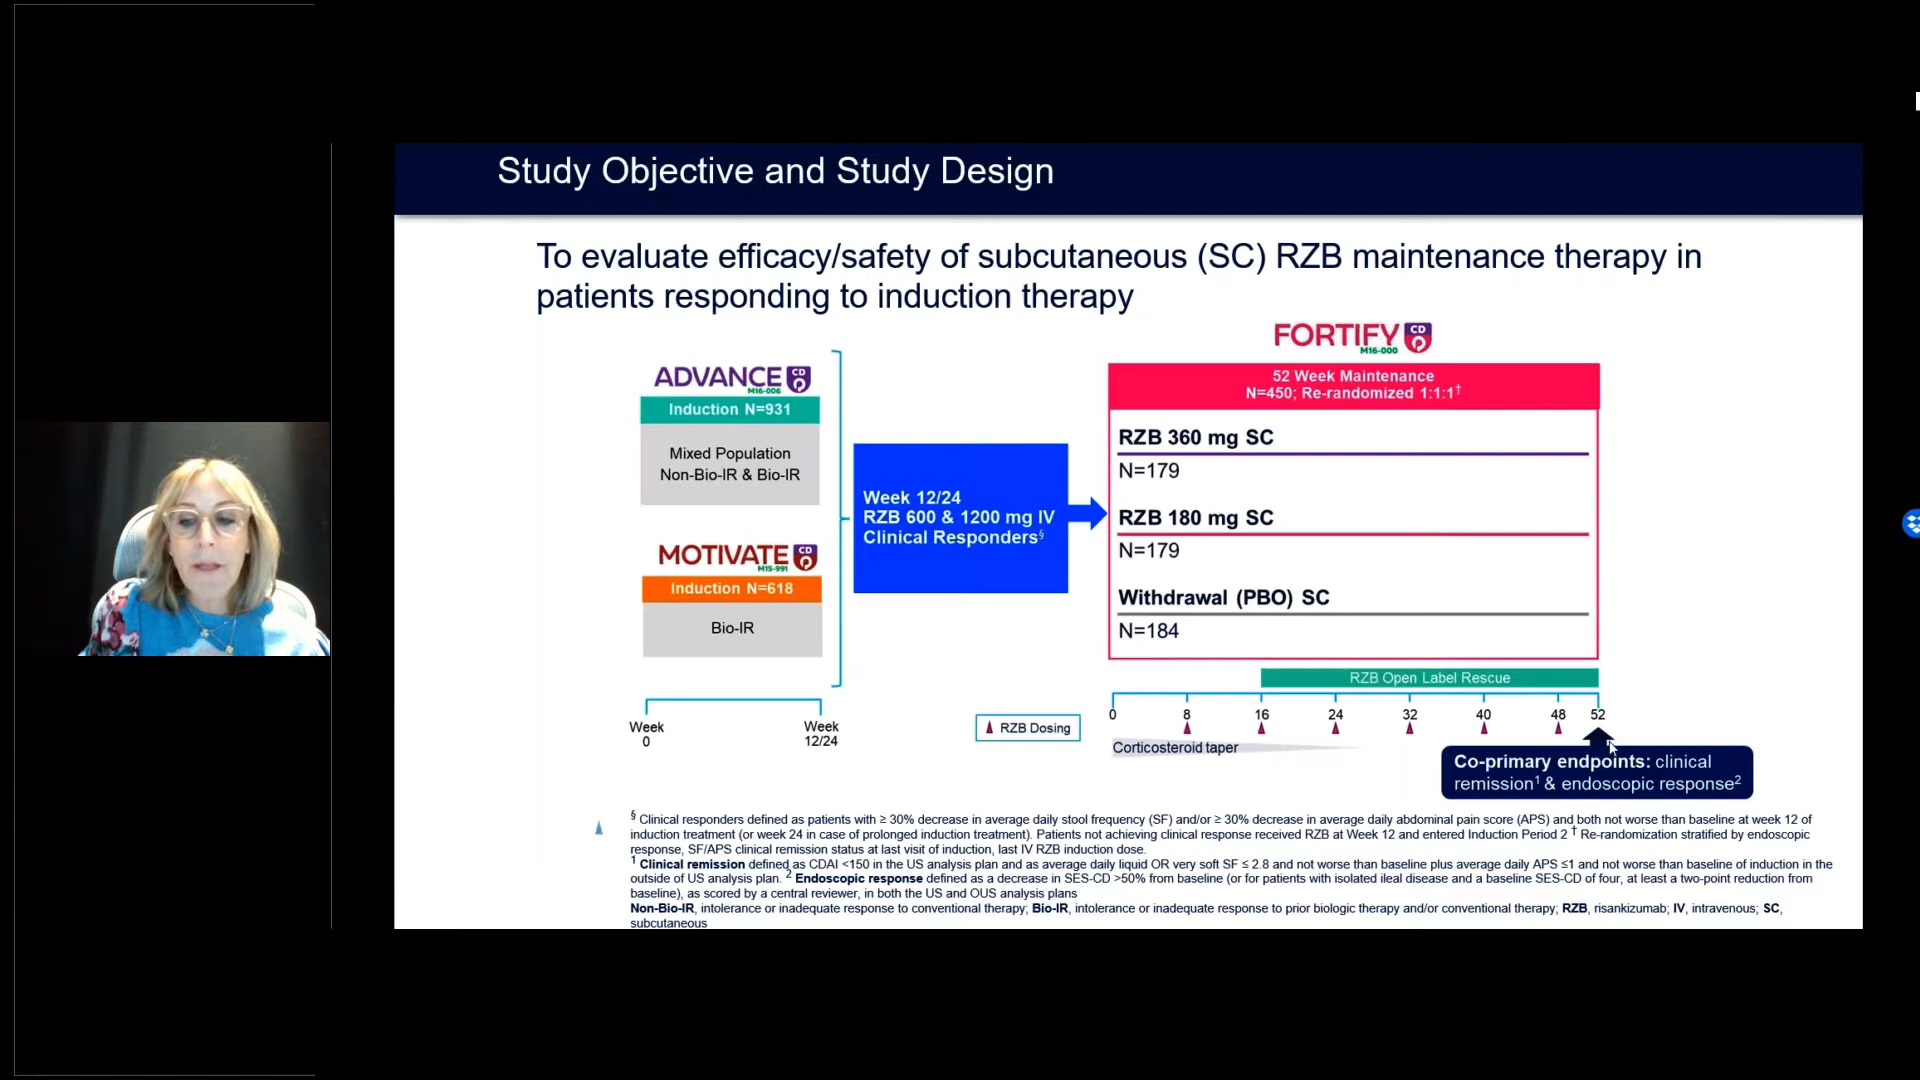 Study Objective and Study Design
To evaluate efficacy/safety of subcutaneous (SC) RZB maintenance therapy in
patients responding to induction therapy
ADVANCE CD
M16-006
Induction N=931
Mixed Population
Non-Bio-IR & Bio-IR
MOTIVATE CD
M15-991
Induction N=618
Bio-IR
Week
0
Week
12/24
Week 12/24
RZB 600 & 1200 mg IV
Clinical Responders§
RZB Dosing
FORTIFY CD
M16-000
52 Week Maintenance
N=450; Re-randomized 1:1:1†
RZB 360 mg SC
N=179
RZB 180 mg SC
N=179
Withdrawal (PBO) SC
N=184
RZB Open Label Rescue
0 8 16 24 32 40 48 52
Corticosteroid taper
Co-primary endpoints: clinical
remission1 & endoscopic response2
§ Clinical responders defined as patients with ≥ 30% decrease in average daily stool frequency (SF) and/or ≥ 30% decrease in average daily abdominal pain score (APS) and both not worse than baseline at week 12 of
induction treatment (or week 24 in case of prolonged induction treatment). Patients not achieving clinical response received RZB at Week 12 and entered Induction Period 2 † Re-randomization stratified by endoscopic
response, SF/APS clinical remission status at last visit of induction, last IV RZB induction dose.
1 Clinical remission defined as CDAI <150 in the US analysis plan and as average daily liquid OR very soft SF ≤ 2.8 and not worse than baseline plus average daily APS ≤1 and not worse than baseline of induction in the
outside of US analysis plan. 2 Endoscopic response defined as a decrease in SES-CD >50% from baseline (or for patients with isolated ileal disease and a baseline SES-CD of four, at least a two-point reduction from
baseline), as scored by a central reviewer, in both the US and OUS analysis plans
Non-Bio-IR, intolerance or inadequate response to conventional therapy; Bio-IR, intolerance or inadequate response to prior biologic therapy and/or conventional therapy; RZB, risankizumab; IV, intravenous; SC,
subcutaneous